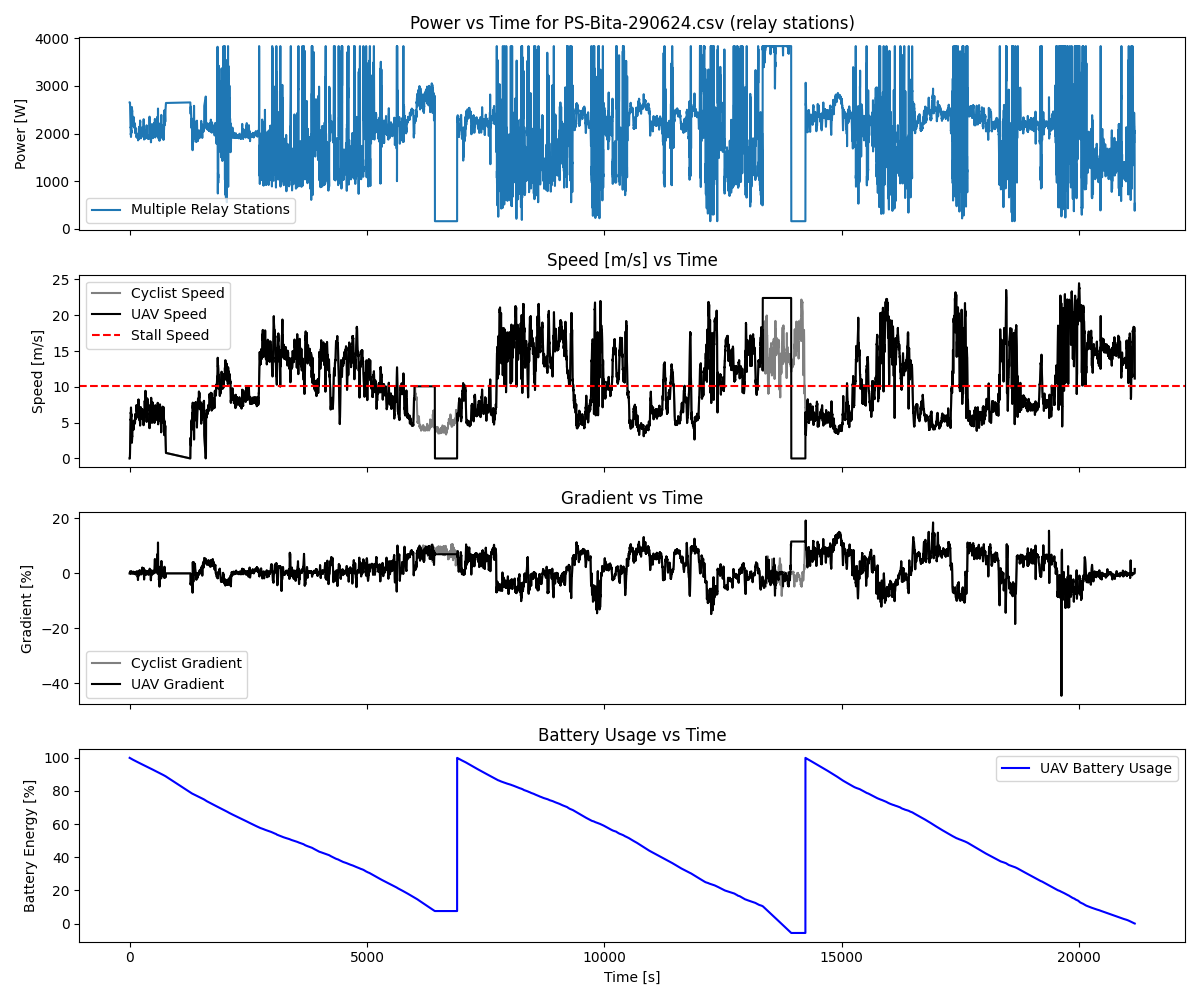 Power vs Time for PS-Bita-290624.csv (relay stations)
4000
3000
2000
1000
0
Power [W]
Multiple Relay Stations
Speed [m/s] vs Time
25
20
15
10
5
0
Speed [m/s]
Cyclist Speed
UAV Speed
Stall Speed
Gradient vs Time
20
0
−20
−40
Gradient [%]
Cyclist Gradient
UAV Gradient
Battery Usage vs Time
100
80
60
40
20
0
Battery Energy [%]
UAV Battery Usage
0 5000 10000 15000 20000
Time [s]